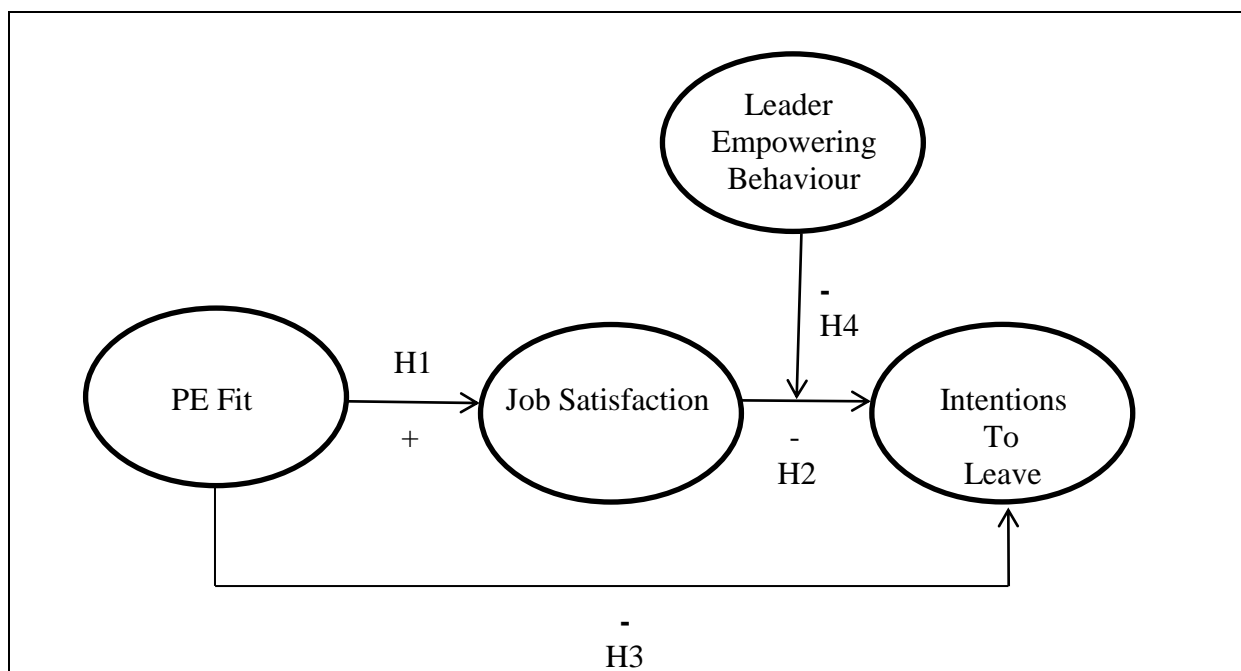 Leader
Empowering
Behaviour
-
H4
H1
PE Fit
Job Satisfaction
Intentions
To
Leave
+
-
H2
-
H3